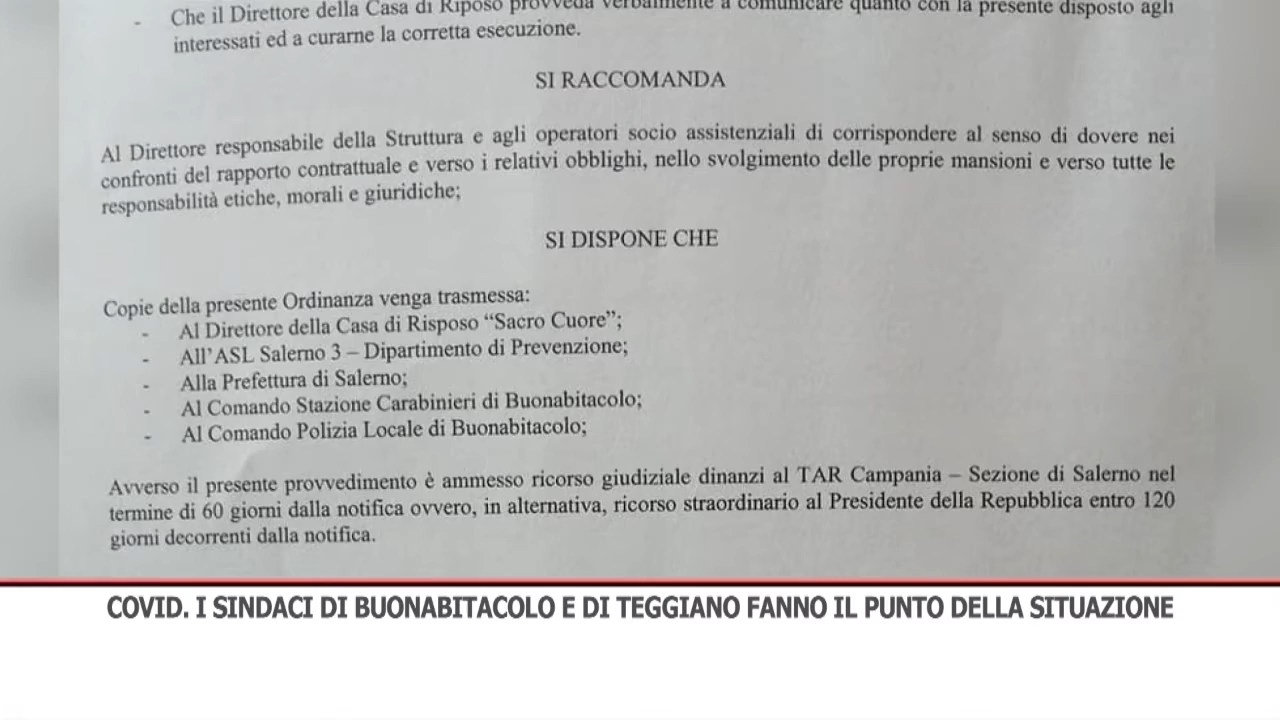 - Che il Direttore della Casa di Riposo provveda verbalmente a comunicare quanto con la presente disposto agli
interessati ed a curarne la corretta esecuzione.
SI RACCOMANDA
Al Direttore responsabile della Struttura e agli operatori socio assistenziali di corrispondere al senso di dovere nei
confronti del rapporto contrattuale e verso i relativi obblighi, nello svolgimento delle proprie mansioni e verso tutte le
responsabilità etiche, morali e giuridiche;
SI DISPONE CHE
Copie della presente Ordinanza venga trasmessa:
- Al Direttore della Casa di Risposo “Sacro Cuore”;
- All’ASL Salerno 3 – Dipartimento di Prevenzione;
- Alla Prefettura di Salerno;
- Al Comando Stazione Carabinieri di Buonabitacolo;
- Al Comando Polizia Locale di Buonabitacolo;
Avverso il presente provvedimento è ammesso ricorso giudiziale dinanzi al TAR Campania – Sezione di Salerno nel
termine di 60 giorni dalla notifica ovvero, in alternativa, ricorso straordinario al Presidente della Repubblica entro 120
giorni decorrenti dalla notifica.
COVID. I SINDACI DI BUONABITACOLO E DI TEGGIANO FANNO IL PUNTO DELLA SITUAZIONE